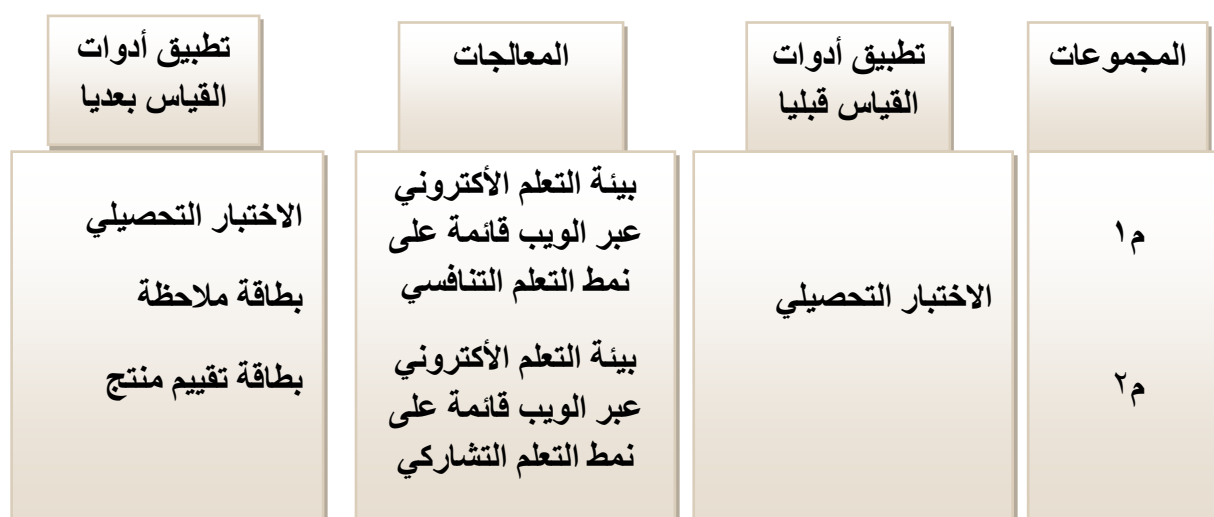 المجموعات
م١
م٢
تطبيق أدوات
القياس قبليا
الاختبار التحصيلي
المعالجات
بيئة التعلم الأكتروني
عبر الويب قائمة على
نمط التعلم التنافسي
بيئة التعلم الأكتروني
عبر الويب قائمة على
نمط التعلم التشاركي
تطبيق أدوات
القياس بعديا
الاختبار التحصيلي
بطاقة ملاحظة
بطاقة تقييم منتج